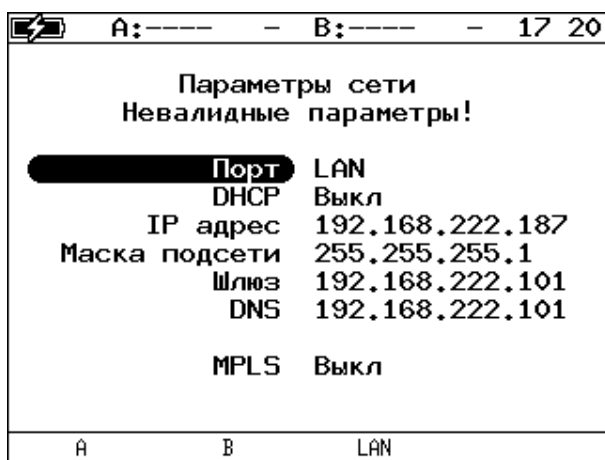 A:---- - B:---- - 17 20
Параметры сети
Невалидные параметры!
Порт LAN
DHCP Выкл
IP адрес 192.168.222.187
Маска подсети 255.255.255.1
Шлюз 192.168.222.101
DNS 192.168.222.101
MPLS Выкл
A B LAN